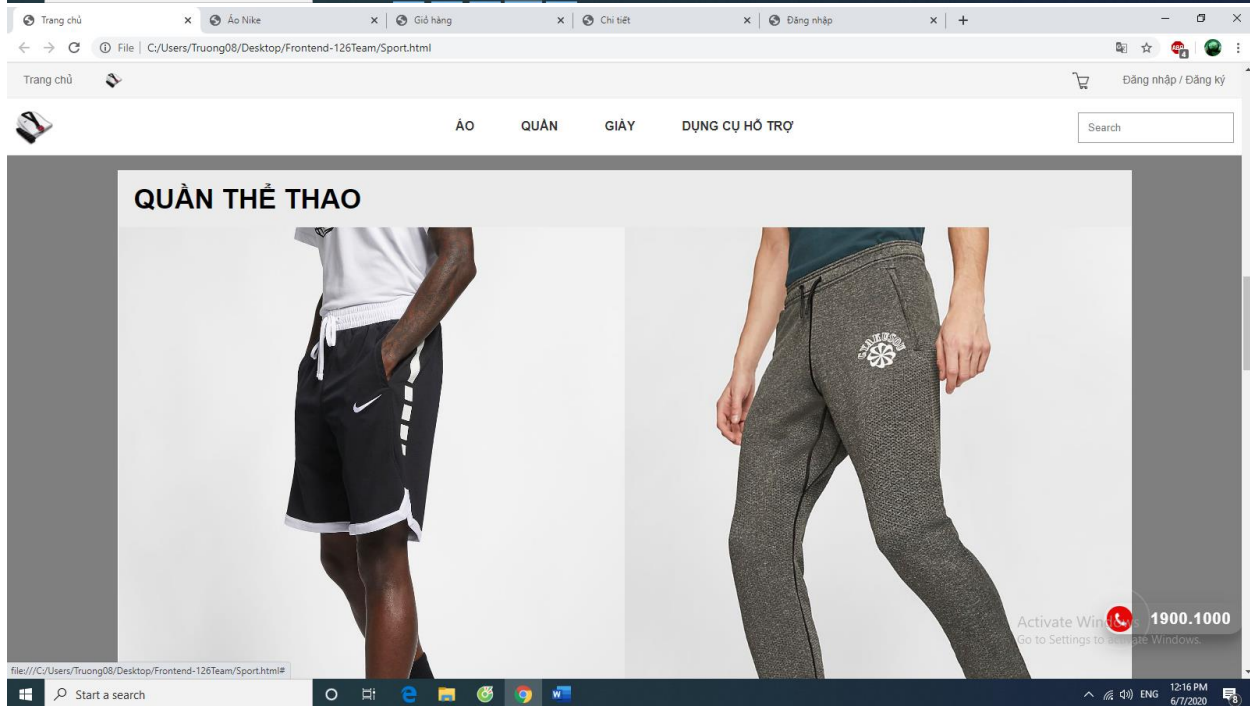 Trang chủ Áo Nike Giỏ hàng Chi tiết Đăng nhập
File | C:/Users/Truong08/Desktop/Frontend-126Team/Sport.html
Trang chủ Đăng nhập / Đăng ký
ÁO QUẦN GIÀY DỤNG CỤ HỖ TRỢ Search
QUẦN THỂ THAO
GYAKUSOU
1900.1000
Activate Windows
Go to Settings to activate Windows.
file:///C:/Users/Truong08/Desktop/Frontend-126Team/Sport.html#
Start a search ENG 12:16 PM
6/7/2020 8